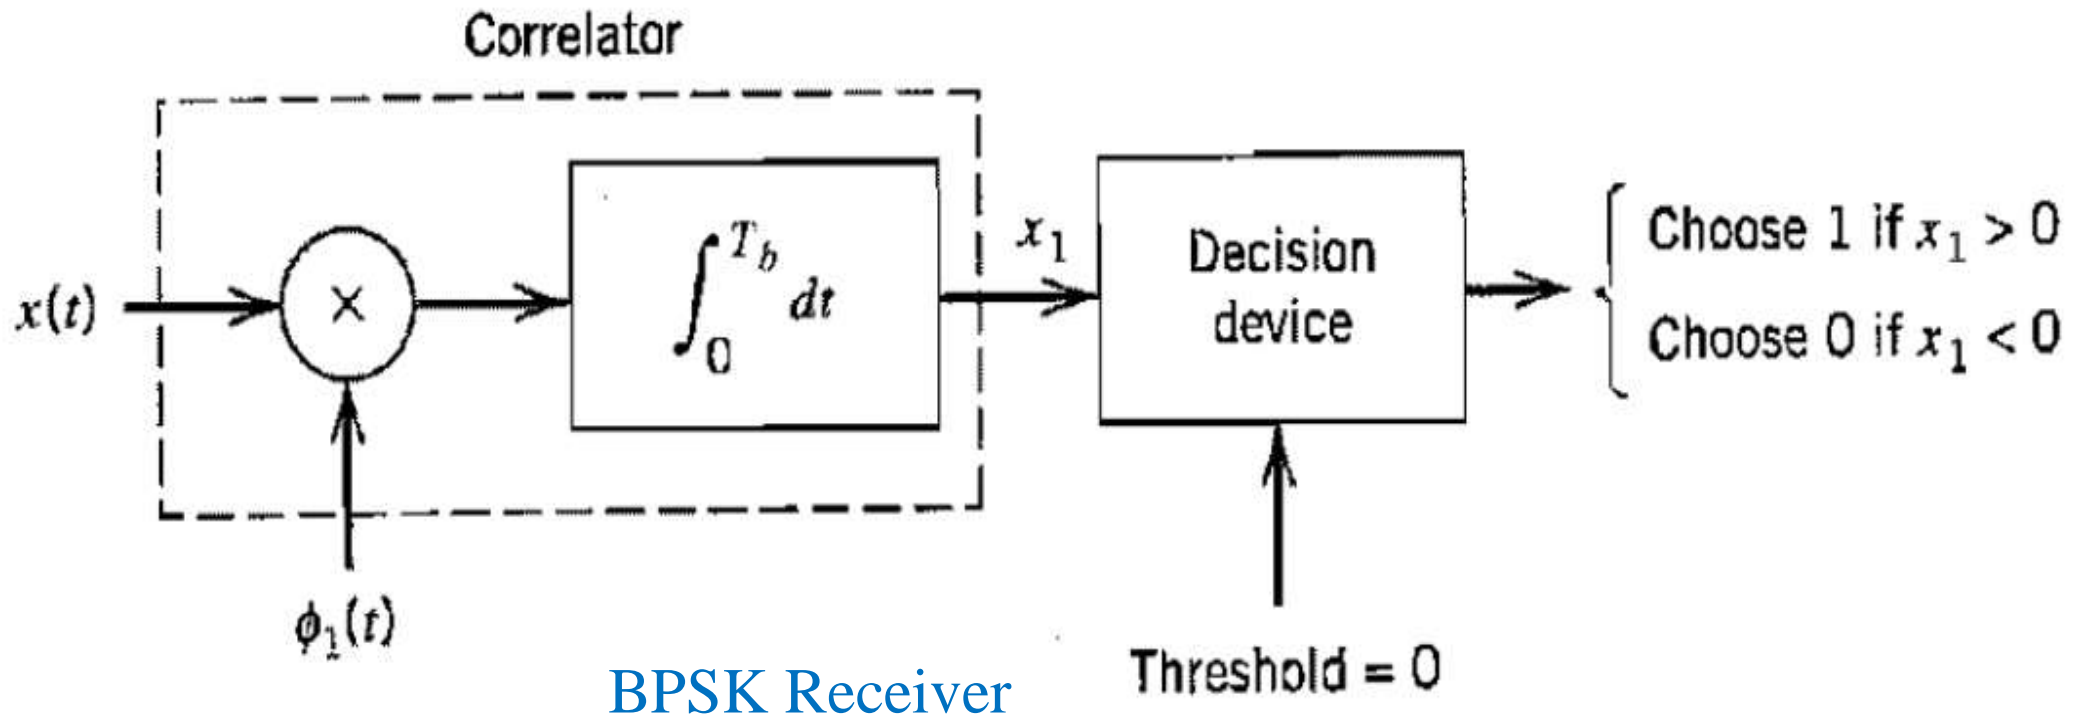 Correlator
x(t)
×
∫₀^{T_b} dt
x₁
Decision
device
Choose 1 if x₁ > 0
Choose 0 if x₁ < 0
ϕ₁(t)
Threshold = 0
BPSK Receiver